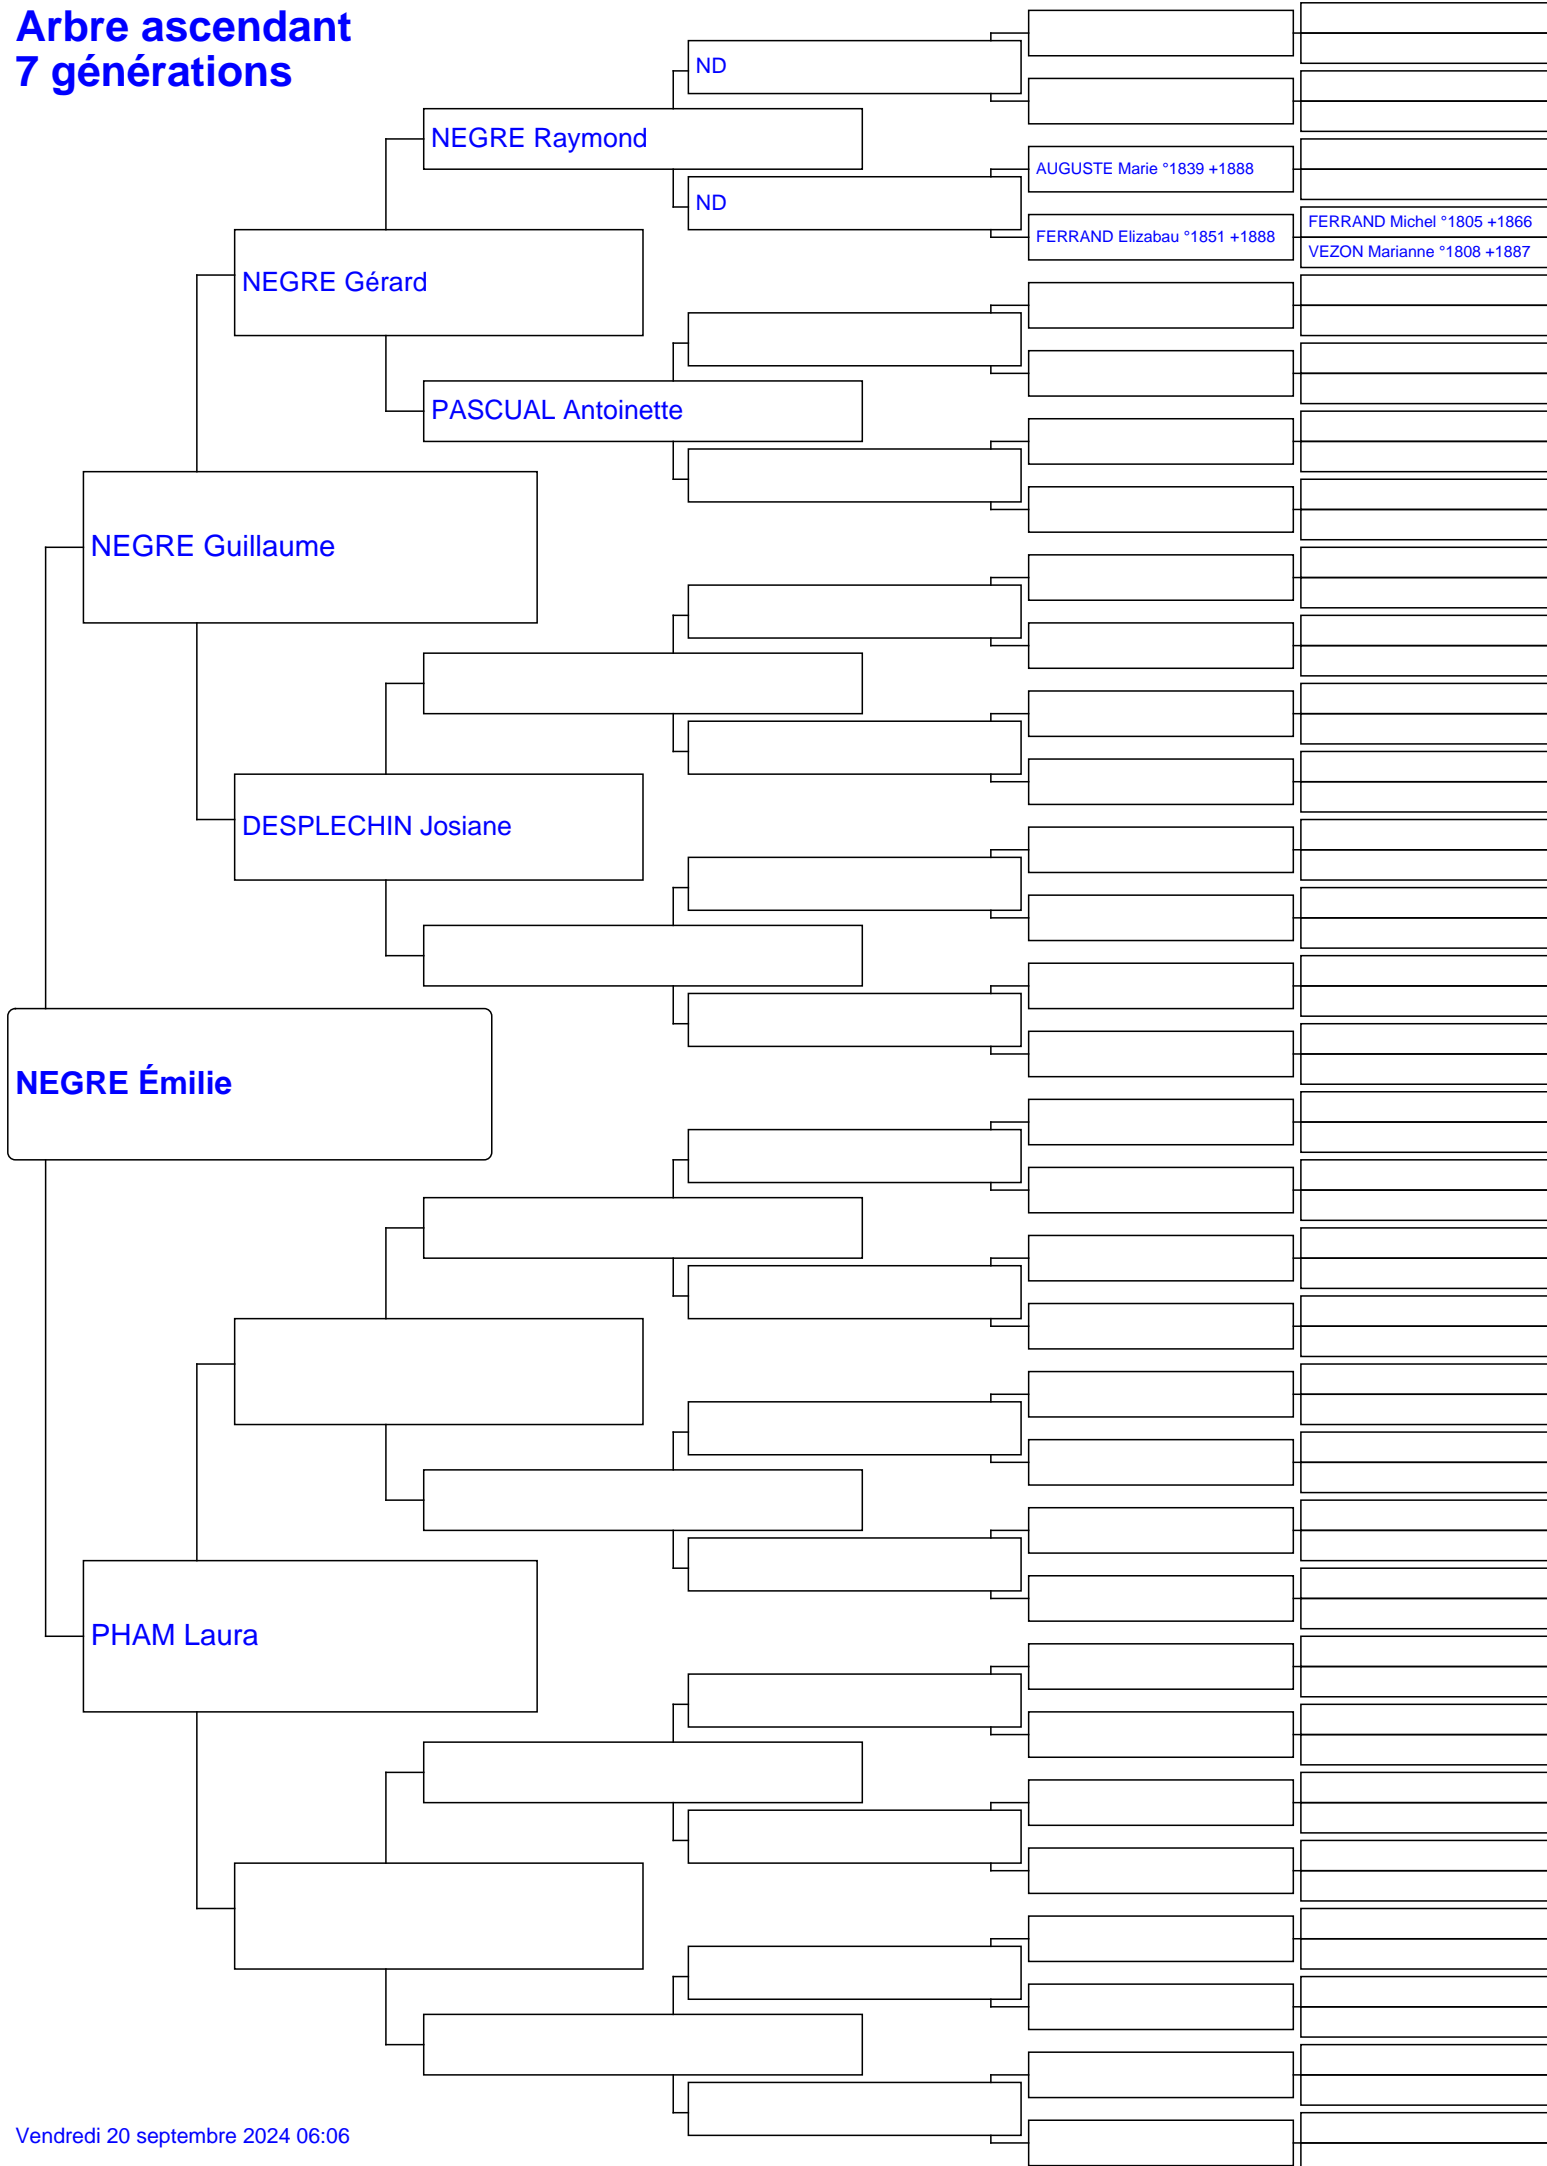 Arbre ascendant
7 générations
ND
NEGRE Raymond
AUGUSTE Marie °1839 +1888
ND
FERRAND Michel °1805 +1866
FERRAND Elizabau °1851 +1888
VEZON Marianne °1808 +1887
NEGRE Gérard
PASCUAL Antoinette
NEGRE Guillaume
DESPLECHIN Josiane
NEGRE Émilie
PHAM Laura
Vendredi 20 septembre 2024 06:06